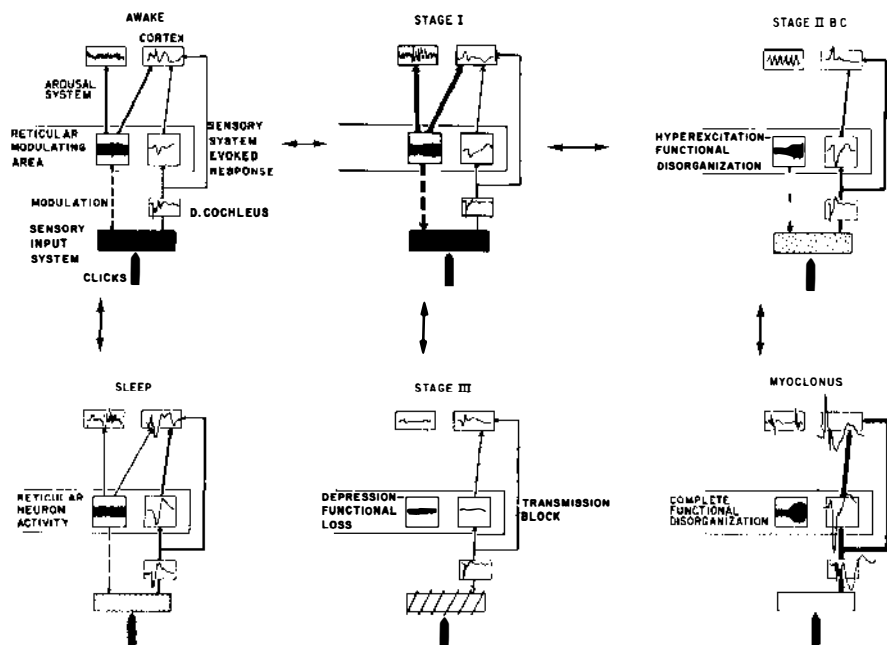 AWAKE
CORTEX
AROUSAL
SYSTEM
RETICULAR
MODULATING
AREA
SENSORY
SYSTEM
EVOKED
RESPONSE
MODULATION
D. COCHLEUS
SENSORY
INPUT
SYSTEM
CLICKS
STAGE I
STAGE II B C
HYPEREXCITATION-
FUNCTIONAL
DISORGANIZATION
SLEEP
RETICULAR
NEURON
ACTIVITY
STAGE III
DEPRESSION-
FUNCTIONAL
LOSS
TRANSMISSION
BLOCK
MYOCLONUS
COMPLETE
FUNCTIONAL
DISORGANIZATION